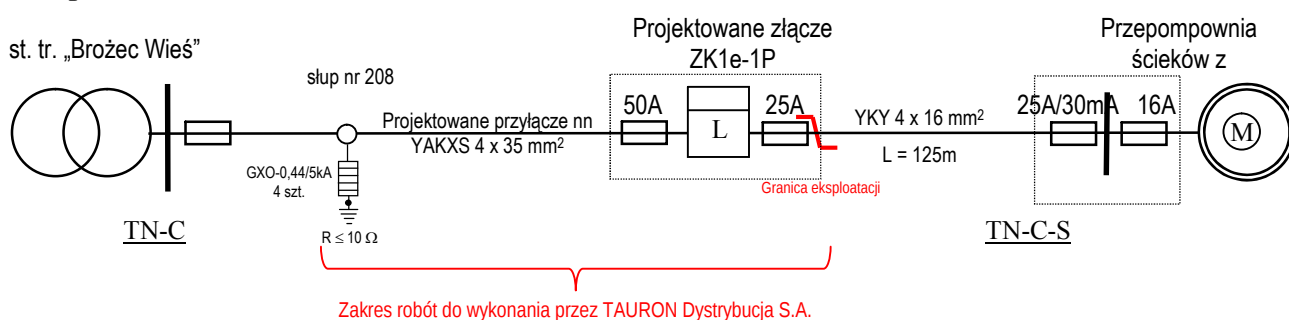 st. tr. „Brożec Wieś”
słup nr 208
GXO-0,44/5kA
4 szt.
R ≤ 10 Ω
TN-C
Projektowane przyłącze nn
YAKXS 4 x 35 mm²
Projektowane złącze
ZK1e-1P
50A
L
25A
Granica eksploatacji
YKY 4 x 16 mm²
L = 125m
Przepompownia
ścieków z
25A/30mA
16A
M
TN-C-S
Zakres robót do wykonania przez TAURON Dystrybucja S.A.